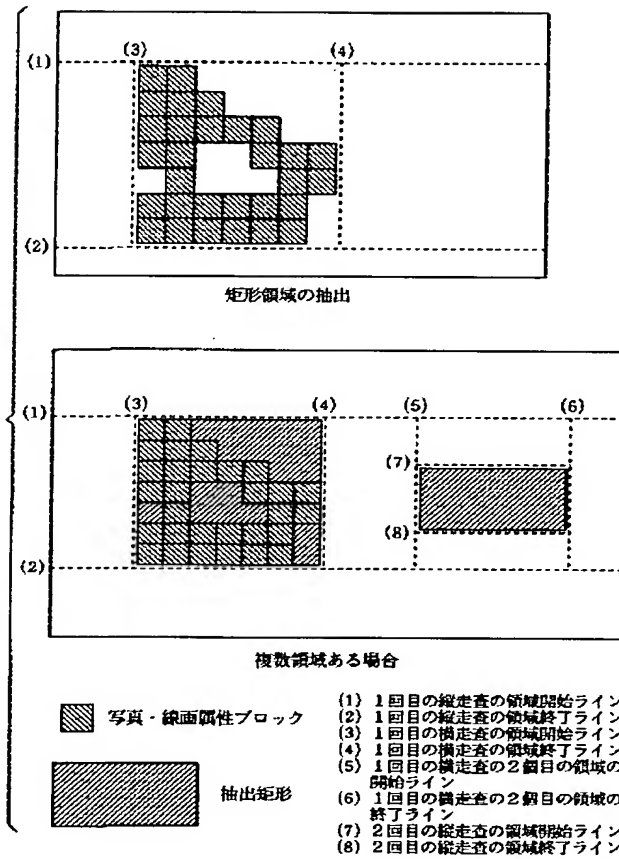 (3) (4)
(1)
(2)
矩形領域の抽出
(3) (4) (5) (6)
(1)
(7)
(8)
(2)
複数領域ある場合
写真・線画属性ブロック
抽出矩形
(1) 1回目の縦走査の領域開始ライン
(2) 1回目の縦走査の領域終了ライン
(3) 1回目の横走査の領域開始ライン
(4) 1回目の横走査の領域終了ライン
(5) 1回目の横走査の2個目の領域の
開始ライン
(6) 1回目の横走査の2個目の領域の
終了ライン
(7) 2回目の縦走査の領域開始ライン
(8) 2回目の縦走査の領域終了ライン